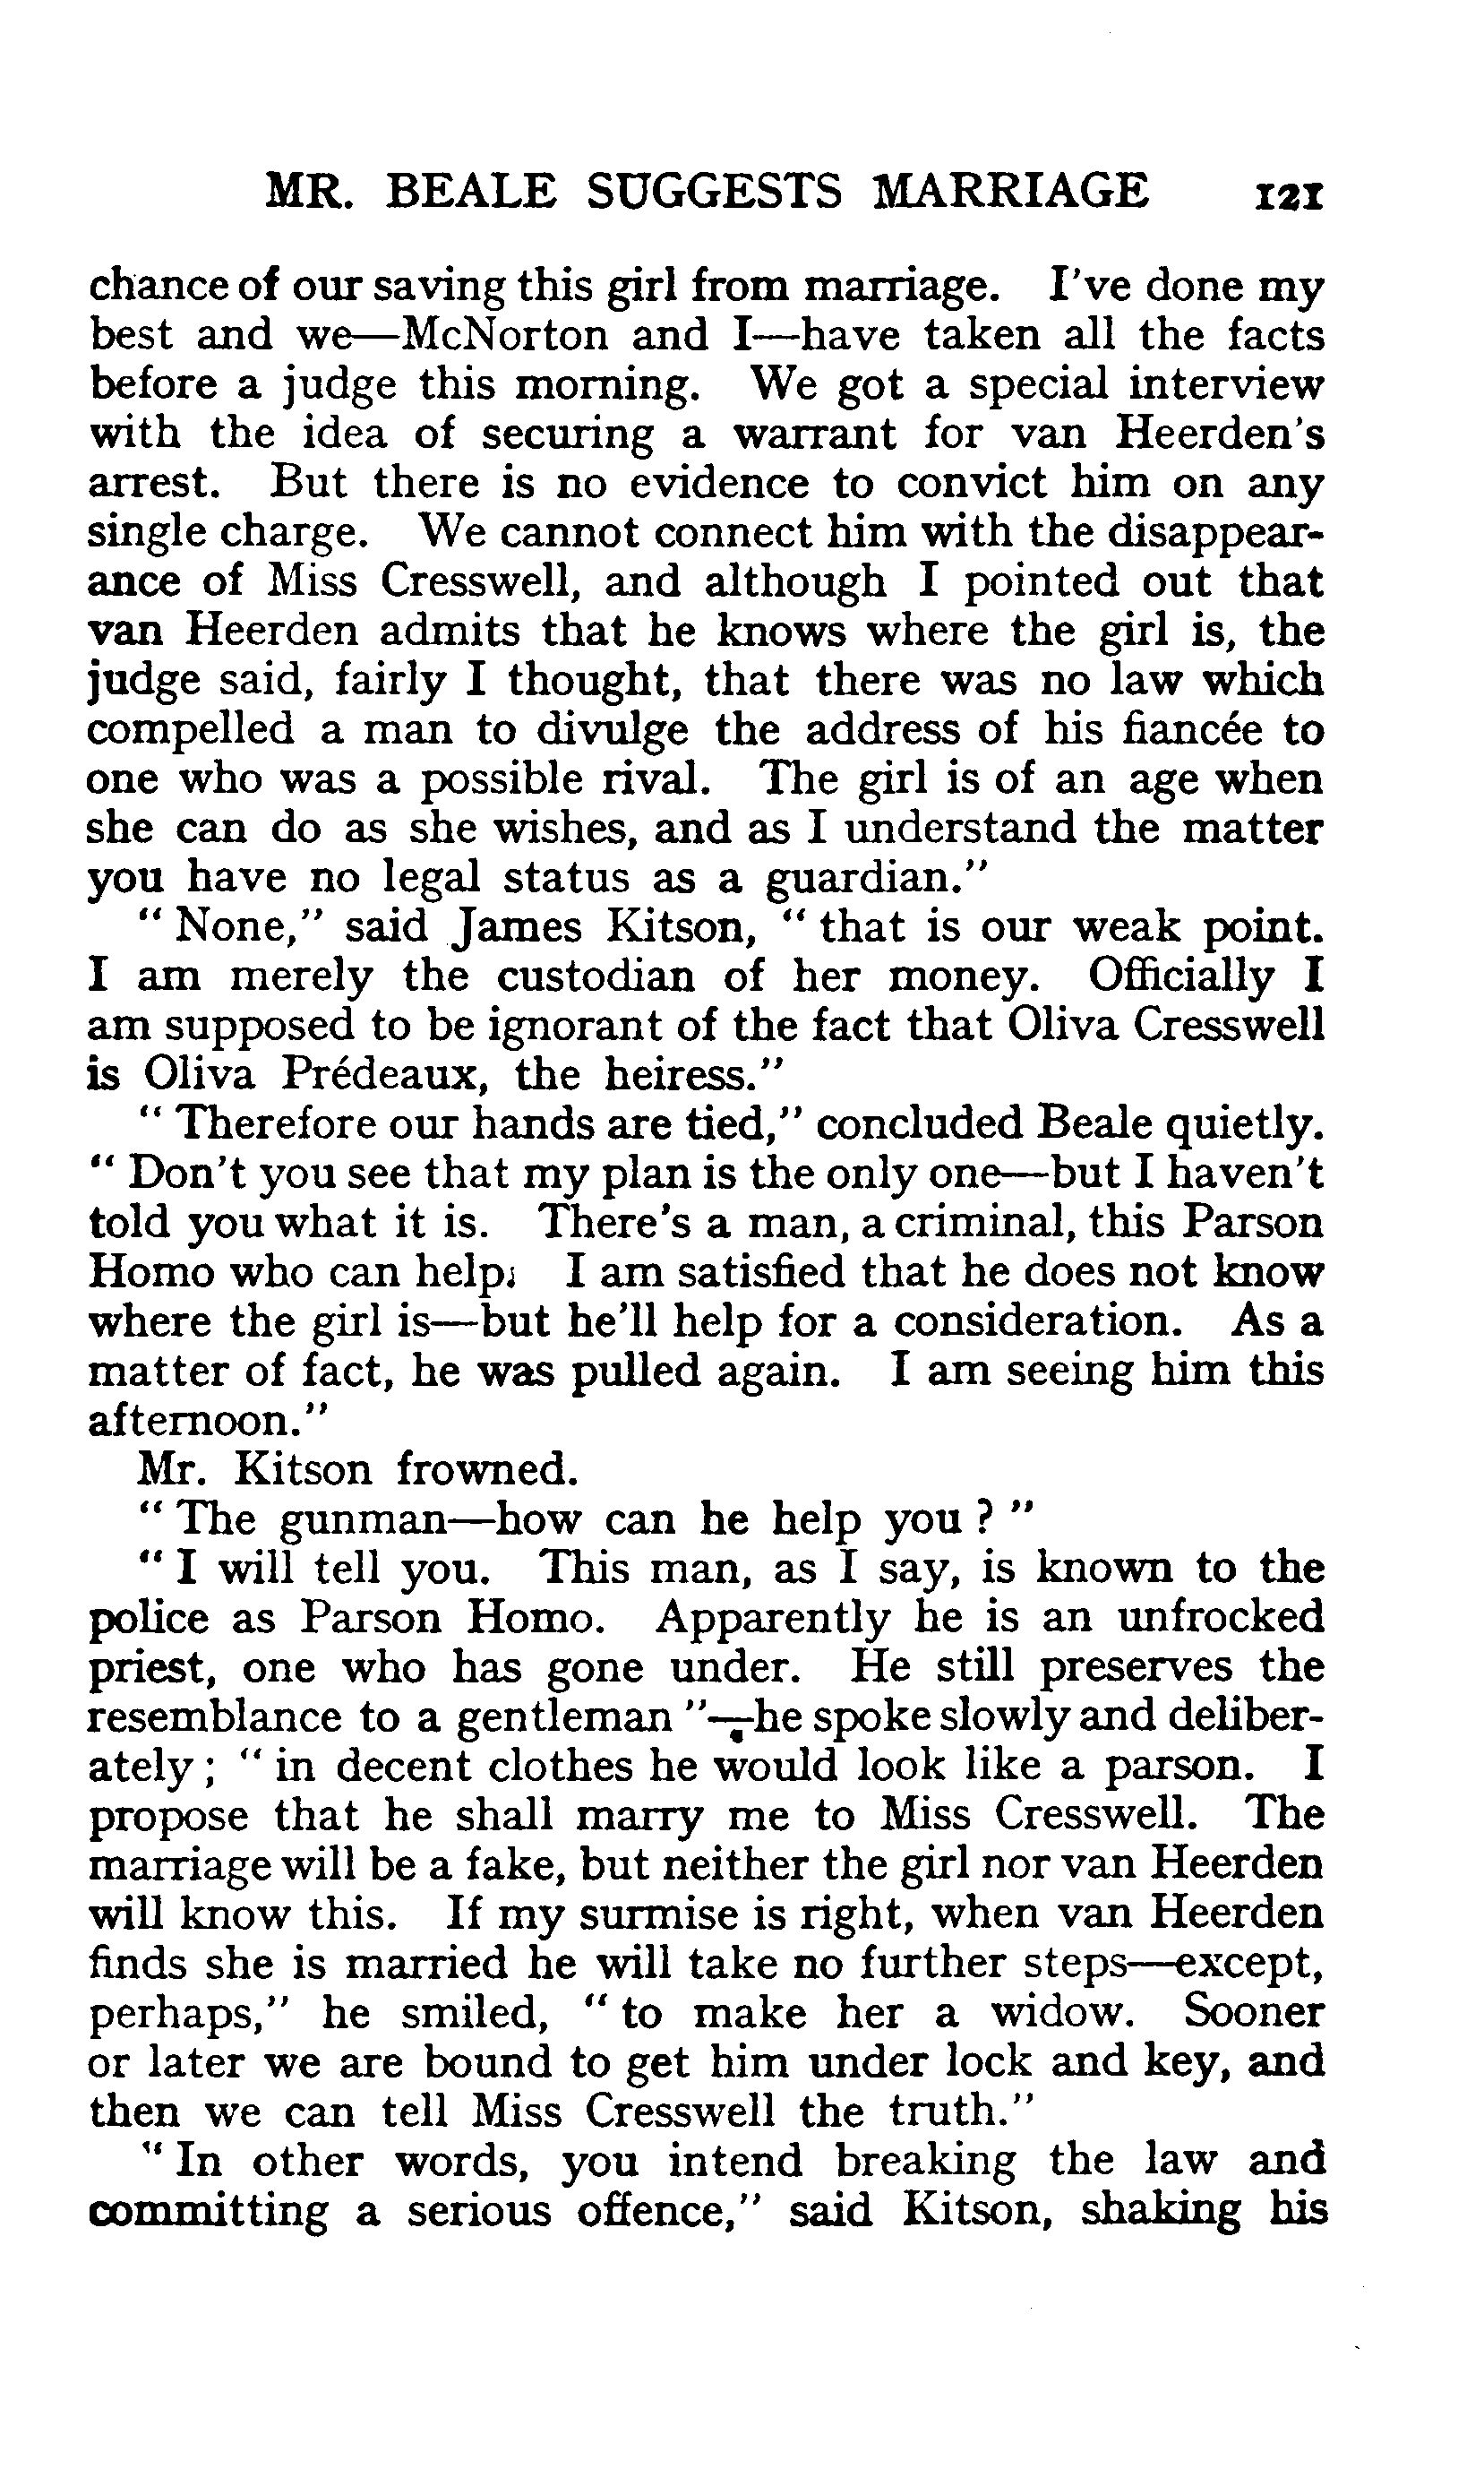 MR. BEALE SUGGESTS MARRIAGE 121
chance of our saving this girl from marriage. I've done my
best and we—McNorton and I—have taken all the facts
before a judge this morning. We got a special interview
with the idea of securing a warrant for van Heerden's
arrest. But there is no evidence to convict him on any
single charge. We cannot connect him with the disappear-
ance of Miss Cresswell, and although I pointed out that
van Heerden admits that he knows where the girl is, the
judge said, fairly I thought, that there was no law which
compelled a man to divulge the address of his fiancée to
one who was a possible rival. The girl is of an age when
she can do as she wishes, and as I understand the matter
you have no legal status as a guardian."
" None," said James Kitson, " that is our weak point.
I am merely the custodian of her money. Officially I
am supposed to be ignorant of the fact that Oliva Cresswell
is Oliva Prédeaux, the heiress."
" Therefore our hands are tied," concluded Beale quietly.
" Don't you see that my plan is the only one—but I haven't
told you what it is. There's a man, a criminal, this Parson
Homo who can help; I am satisfied that he does not know
where the girl is—but he'll help for a consideration. As a
matter of fact, he was pulled again. I am seeing him this
afternoon."
Mr. Kitson frowned.
" The gunman—how can he help you ? "
" I will tell you. This man, as I say, is known to the
police as Parson Homo. Apparently he is an unfrocked
priest, one who has gone under. He still preserves the
resemblance to a gentleman "—he spoke slowly and deliber-
ately ; " in decent clothes he would look like a parson. I
propose that he shall marry me to Miss Cresswell. The
marriage will be a fake, but neither the girl nor van Heerden
will know this. If my surmise is right, when van Heerden
finds she is married he will take no further steps—except,
perhaps," he smiled, " to make her a widow. Sooner
or later we are bound to get him under lock and key, and
then we can tell Miss Cresswell the truth."
" In other words, you intend breaking the law and
committing a serious offence," said Kitson, shaking his